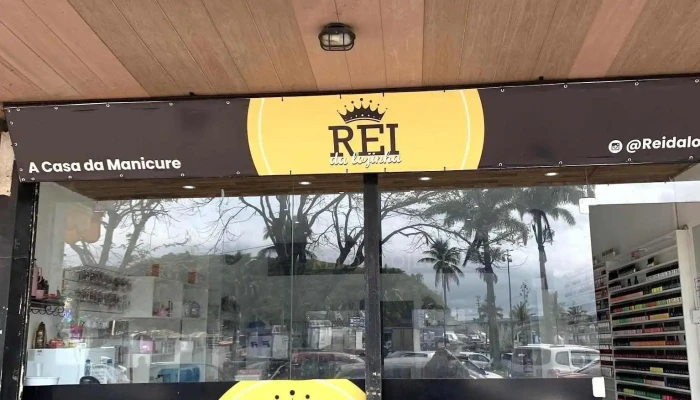 REI
da lojinha
A Casa da Manicure
@Reidalo